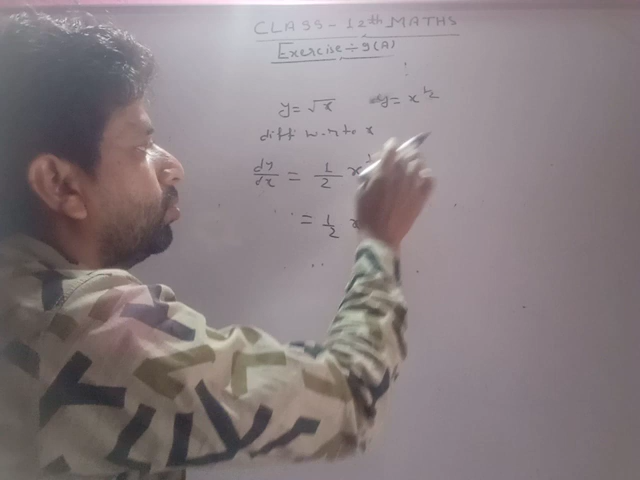 CLASS - 12th MATHS
Exercise ÷ 9(A)
y = √x y = x^1/2
diff w.r to x
dy/dx = 1/2 x
= 1/2 x